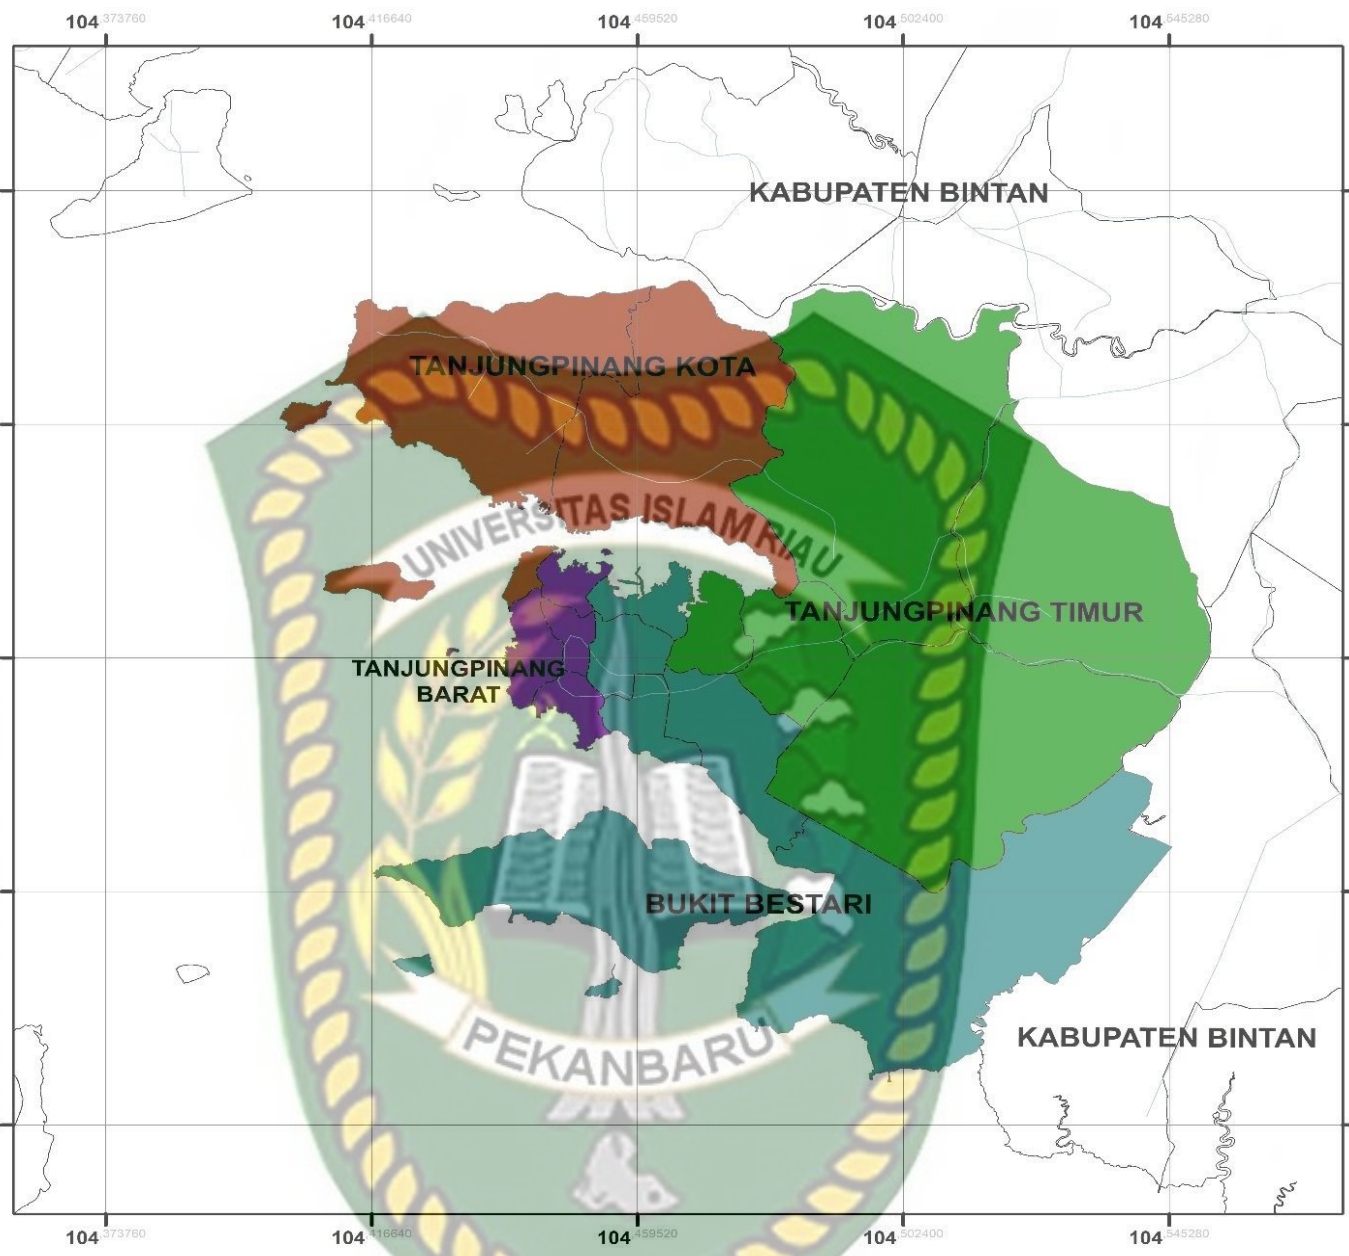 104.373760 104.416640 104.459520 104.502400 104.545280
KABUPATEN BINTAN
TANJUNGPINANG KOTA
UNIVERSITAS ISLAM RIAU
TANJUNGPINANG TIMUR
TANJUNGPINANG
BARAT
BUKIT BESTARI
PEKANBARU
KABUPATEN BINTAN
104.373760 104.416640 104.459520 104.502400 104.545280